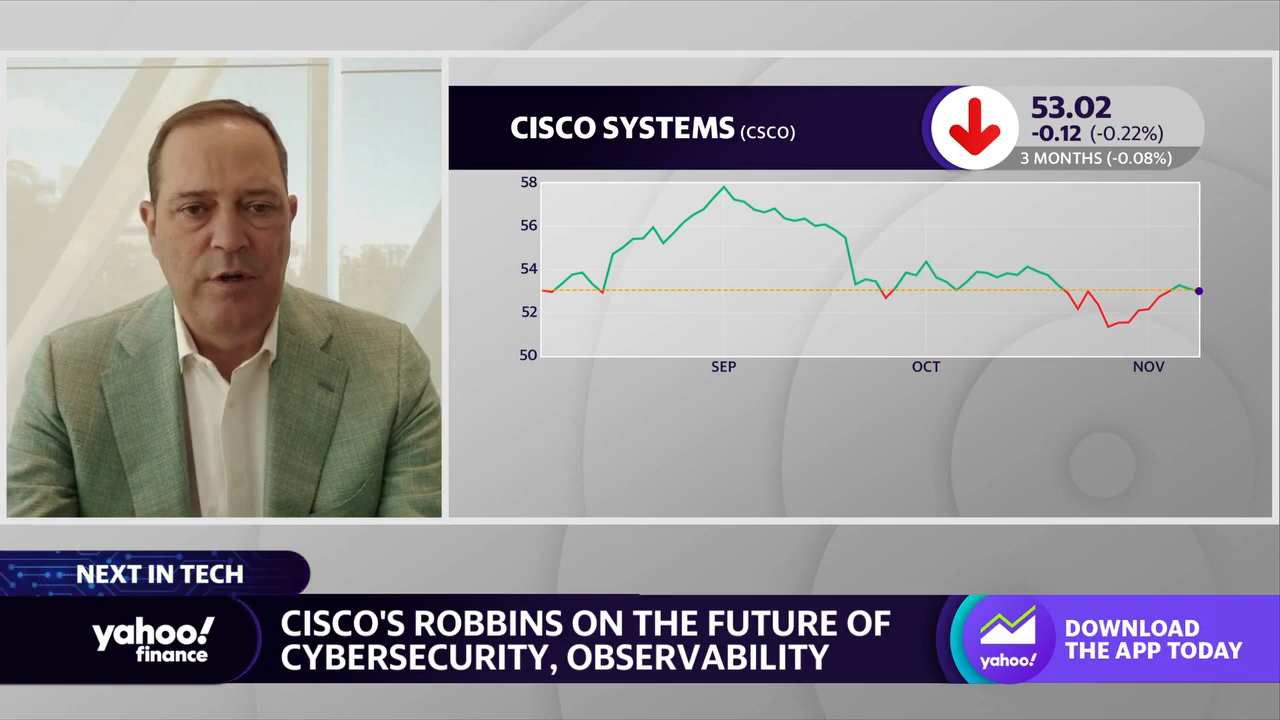 CISCO SYSTEMS (CSCO)
53.02
-0.12 (-0.22%)
3 MONTHS (-0.08%)
58
56
54
52
50
SEP OCT NOV
NEXT IN TECH
yahoo!
finance
CISCO'S ROBBINS ON THE FUTURE OF
CYBERSECURITY, OBSERVABILITY
yahoo!
DOWNLOAD
THE APP TODAY